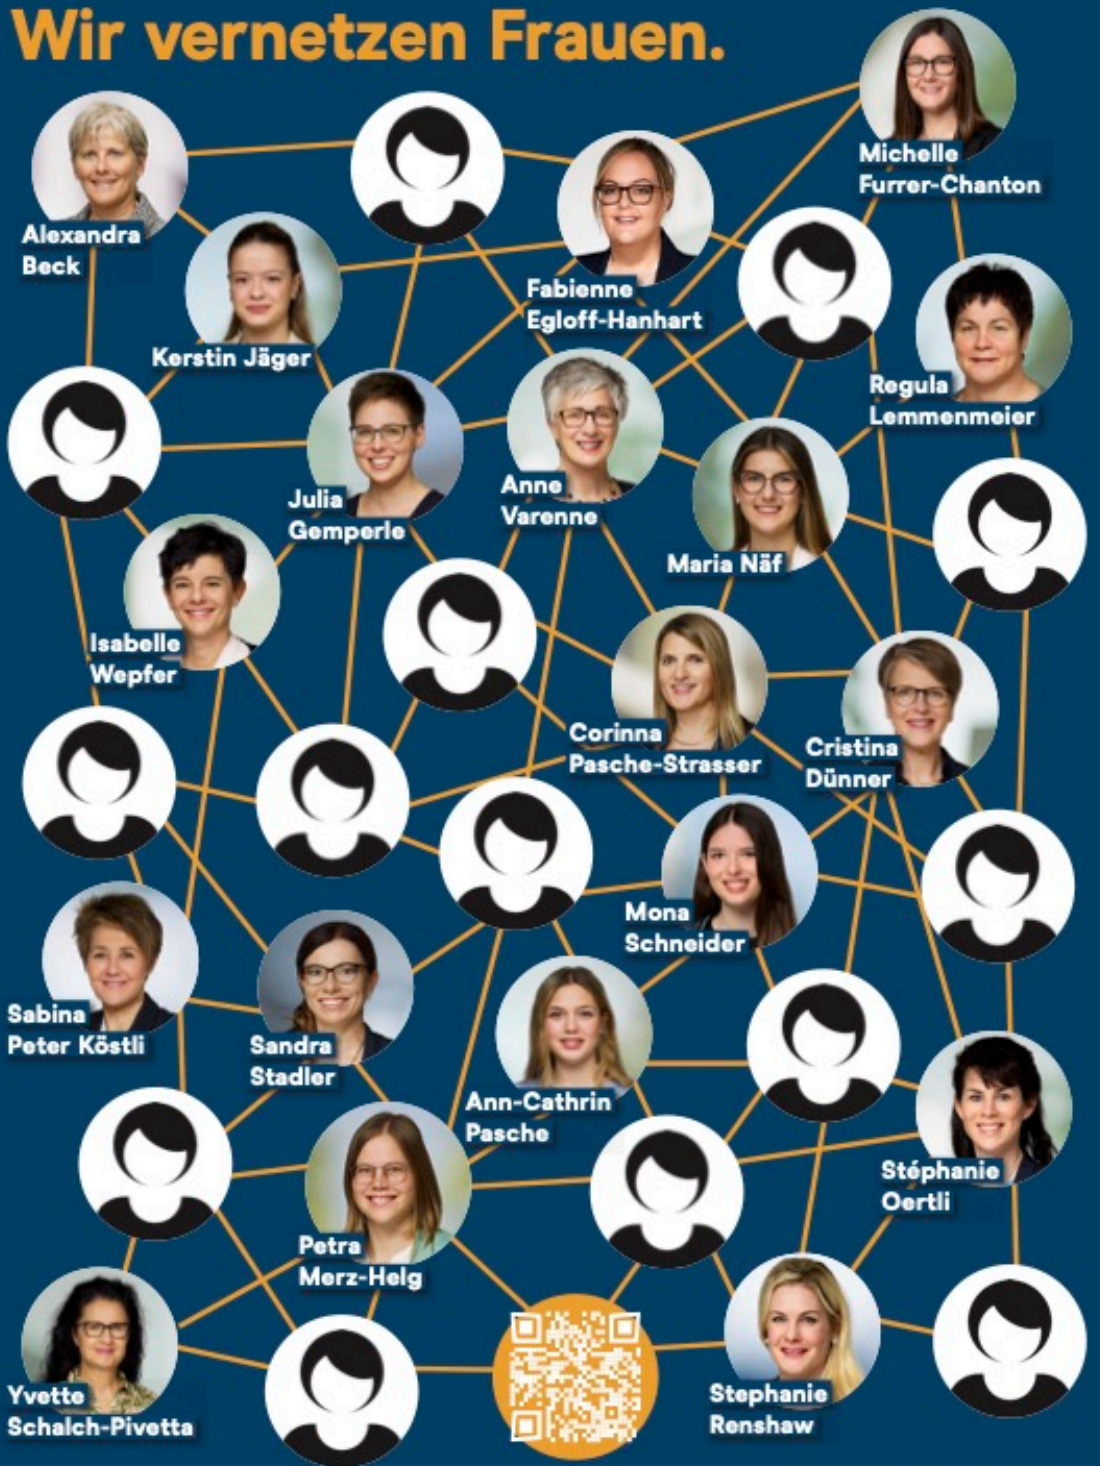 Wir vernetzen Frauen.
Michelle
Furrer-Chanton
Alexandra
Beck
Fabienne
Egloff-Hanhart
Kerstin Jäger
Regula
Lemmenmeier
Julia
Gemperle
Anne
Varenne
Maria Näf
Isabelle
Wepfer
Corinna
Pasche-Strasser
Cristina
Dünner
Mona
Schneider
Sabina
Peter Köstli
Sandra
Stadler
Ann-Cathrin
Pasche
Stéphanie
Oertli
Petra
Merz-Helg
Yvette
Schalch-Pivetta
Stephanie
Renshaw